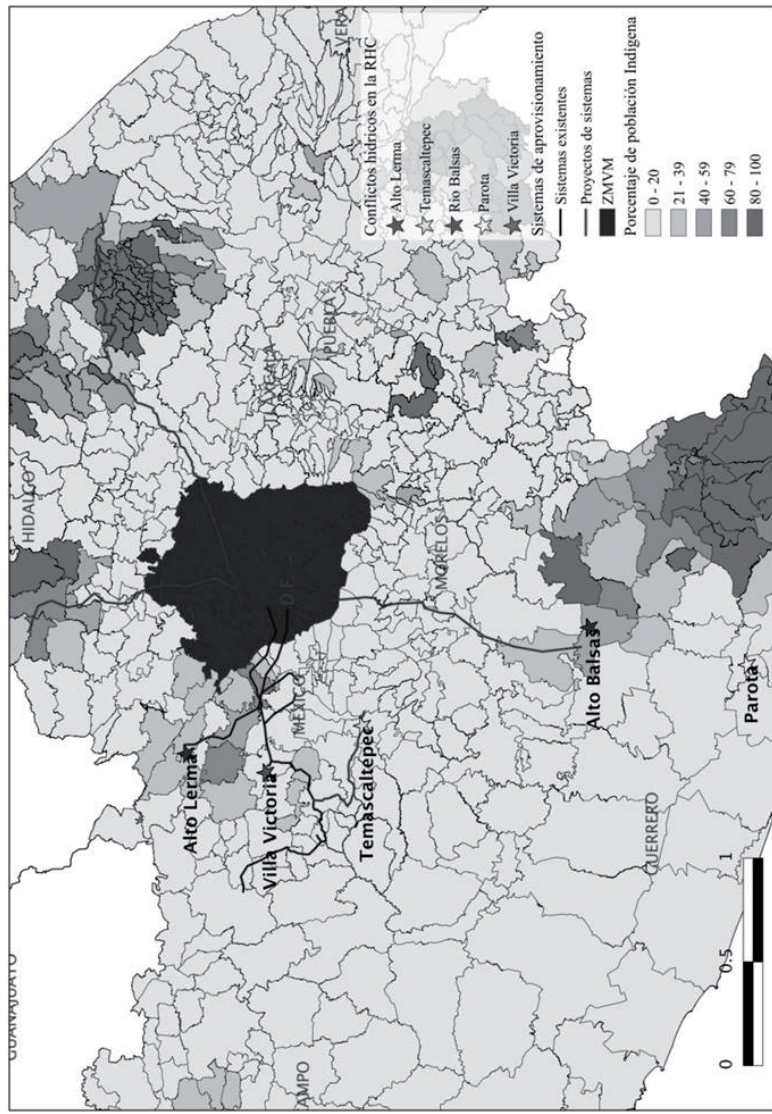 GUANAJUATO
HIDALGO
VERA
TLAXCALA
PUEBLA
D.F.
MÉXICO
MORELOS
GUERRERO
AMPO
Alto Lerma
Villa Victoria
Temascaltepec
Alto Balsas
Parota
Conflictos hídricos en la RHC
Alto Lerma
Temascaltepec
Río Balsas
Parota
Villa Victoria
Sistemas de aprovisionamiento
Sistemas existentes
Proyectos de sistemas
ZMVM
Porcentaje de población Indígena
0 - 20
21 - 39
40 - 59
60 - 79
80 - 100
0 0.5 1